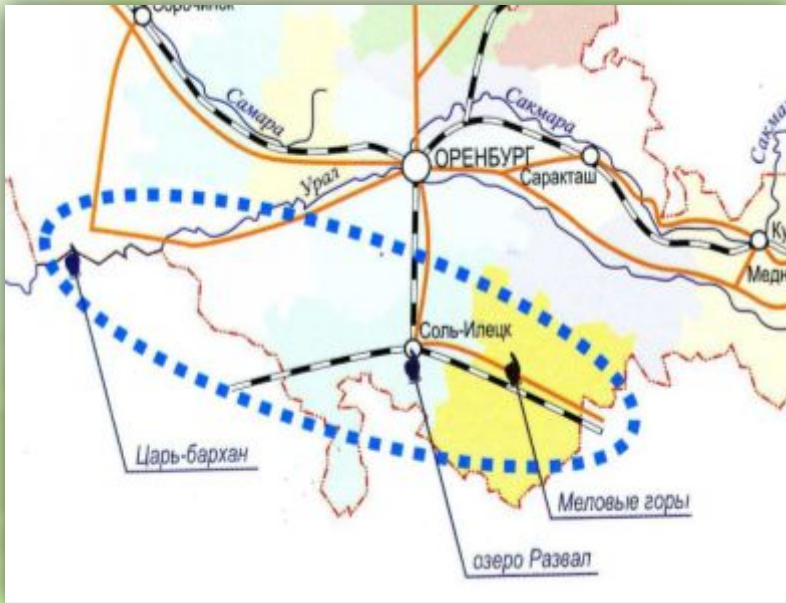 Самара
Сакмара
ОРЕНБУРГ
Саракташ
Урал
Соль-Илецк
Царь-бархан
Меловые горы
озеро Развал